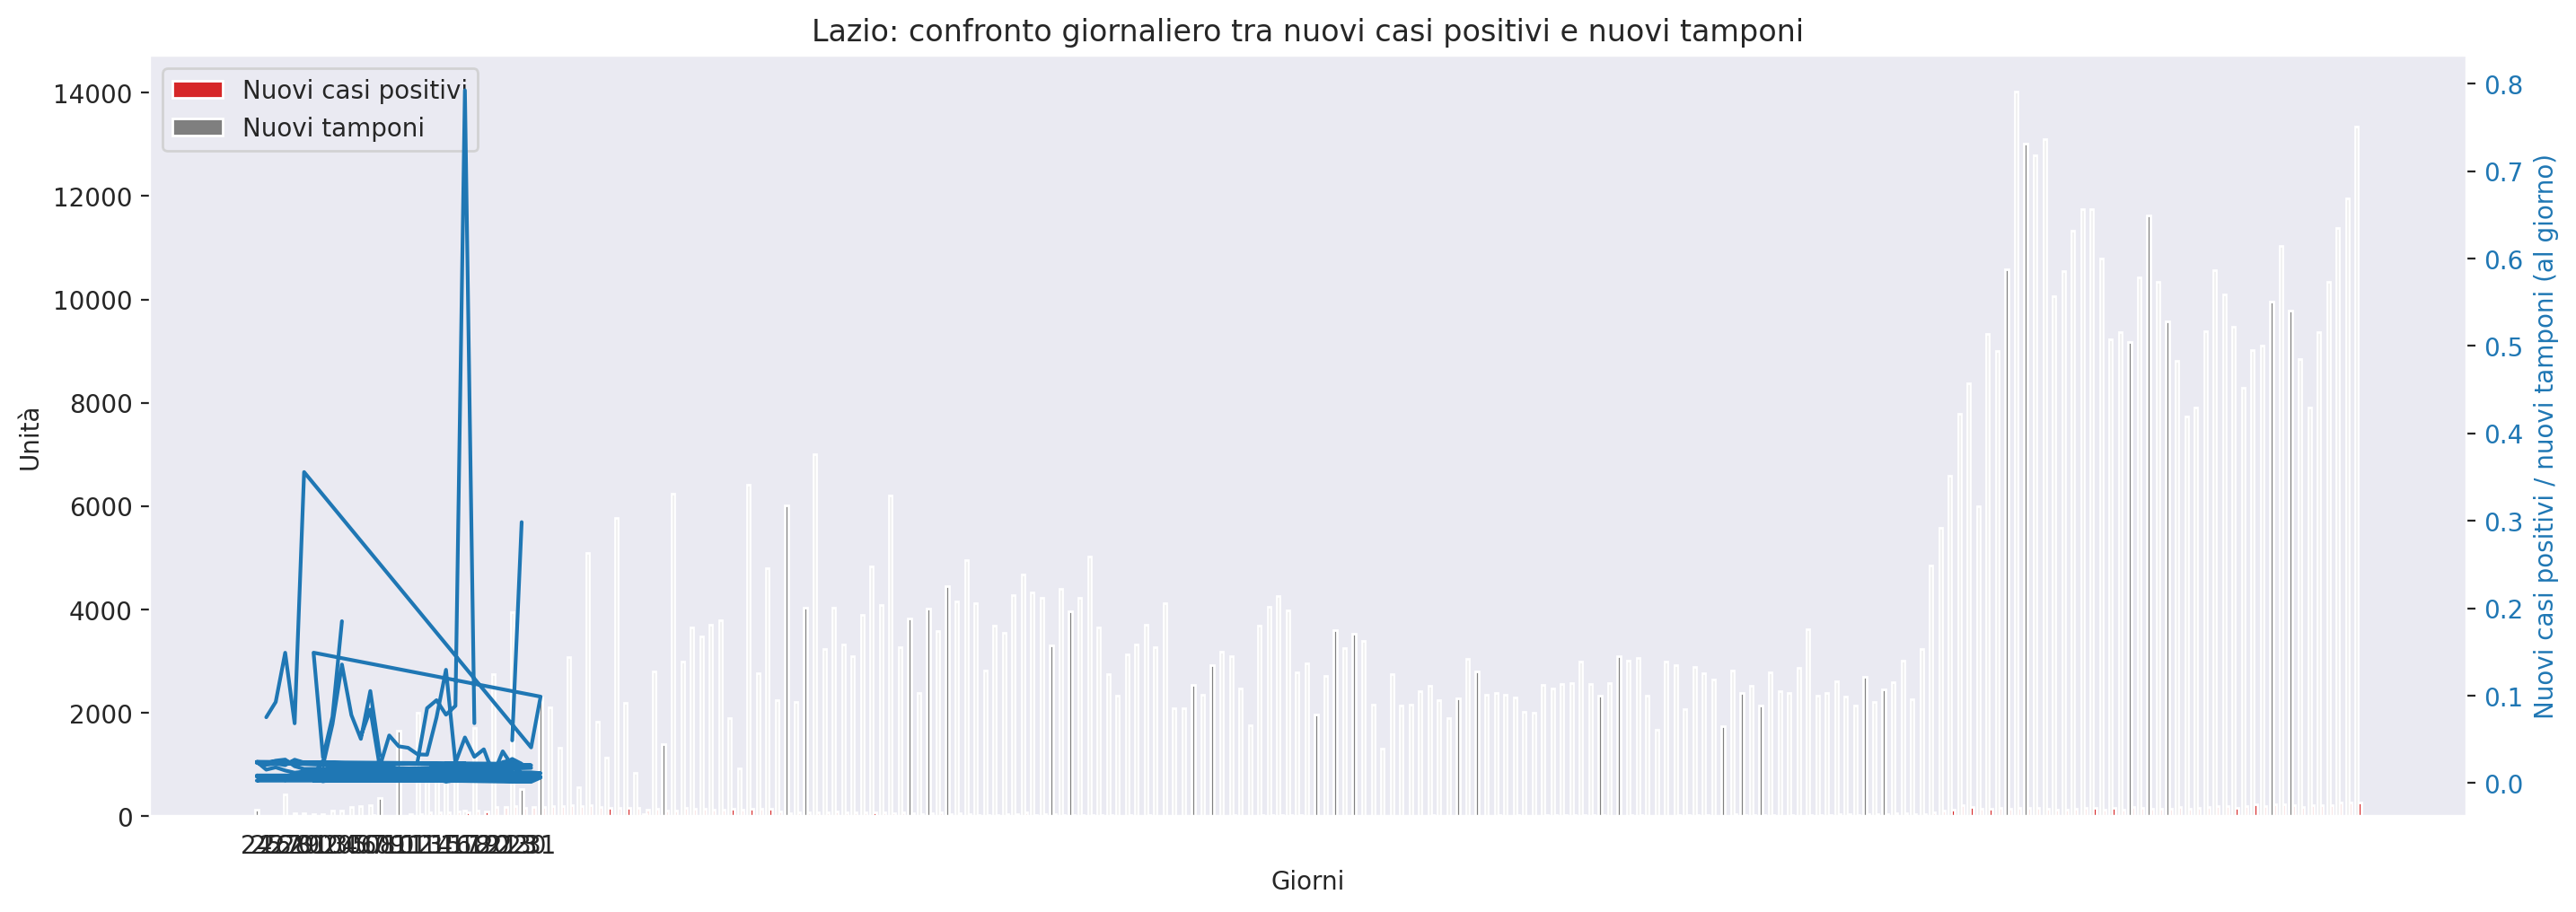 Lazio: confronto giornaliero tra nuovi casi positivi e nuovi tamponi
Nuovi casi positivi
Nuovi tamponi
14000
12000
10000
8000
6000
4000
2000
0
Unità
0.8
0.7
0.6
0.5
0.4
0.3
0.2
0.1
0.0
Nuovi casi positivi / nuovi tamponi (al giorno)
Giorni